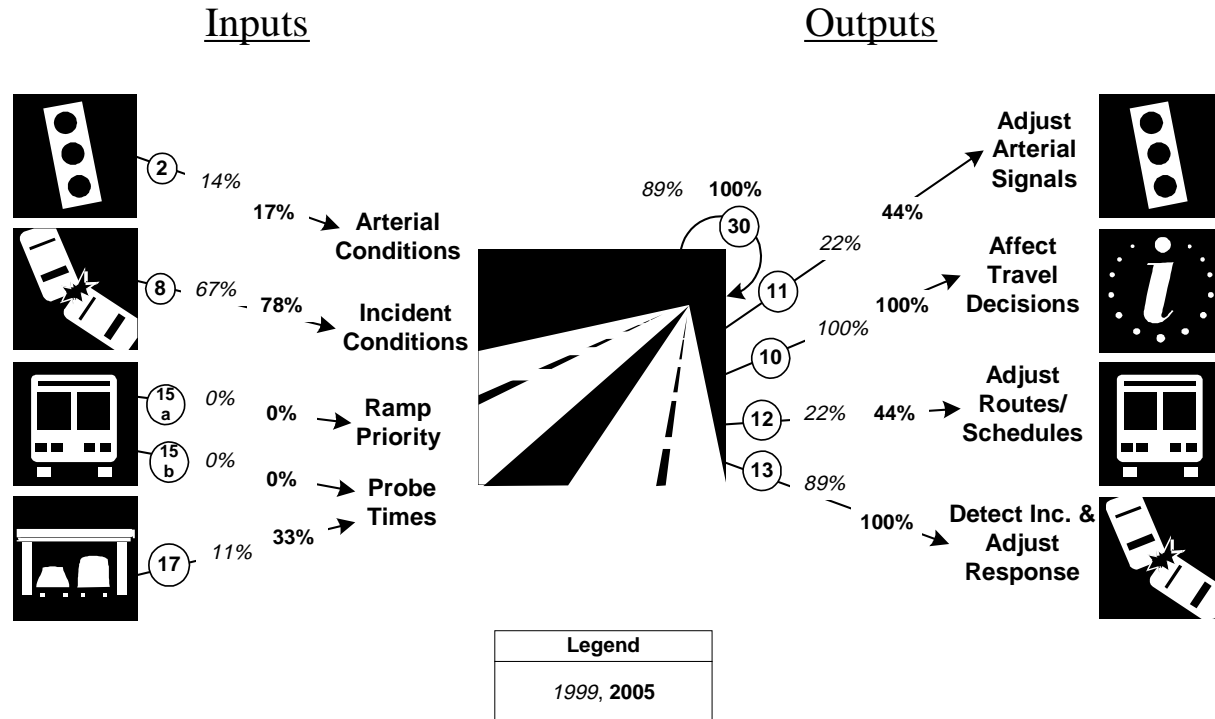 Inputs
Outputs
2
14%
17%
Arterial
Conditions
8
67%
78%
Incident
Conditions
15
a
0%
0%
Ramp
Priority
15
b
0%
0%
Probe
Times
17
11%
33%
89% 100%
30
11
22%
44%
Adjust
Arterial
Signals
10
100%
100%
Affect
Travel
Decisions
i
12
22%
44%
Adjust
Routes/
Schedules
13
89%
100%
Detect Inc. &
Adjust
Response
Legend
1999, 2005